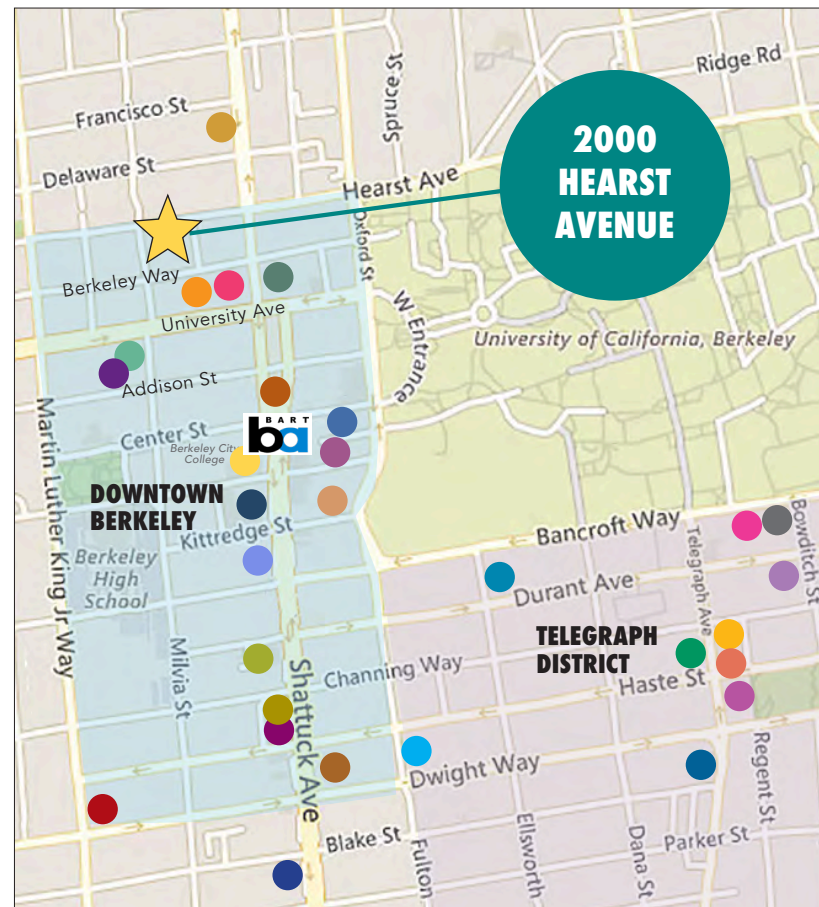 Ridge Rd
Spruce St
Francisco St
2000
HEARST
AVENUE
Delaware St
Hearst Ave
Oxford St
Berkeley Way
University Ave
W Entrance
University of California, Berkeley
Addison St
Martin Luther King Jr Way
Center St
BART
ba
Berkeley City
College
DOWNTOWN
BERKELEY
Kittredge St
Bancroft Way
Bowditch St
Telegraph Ave
Berkeley
High
School
Durant Ave
TELEGRAPH
DISTRICT
Milvia St
Shattuck Ave
Channing Way
Haste St
Dwight Way
Regent St
Blake St
Fulton
Ellsworth
Dana St
Parker St